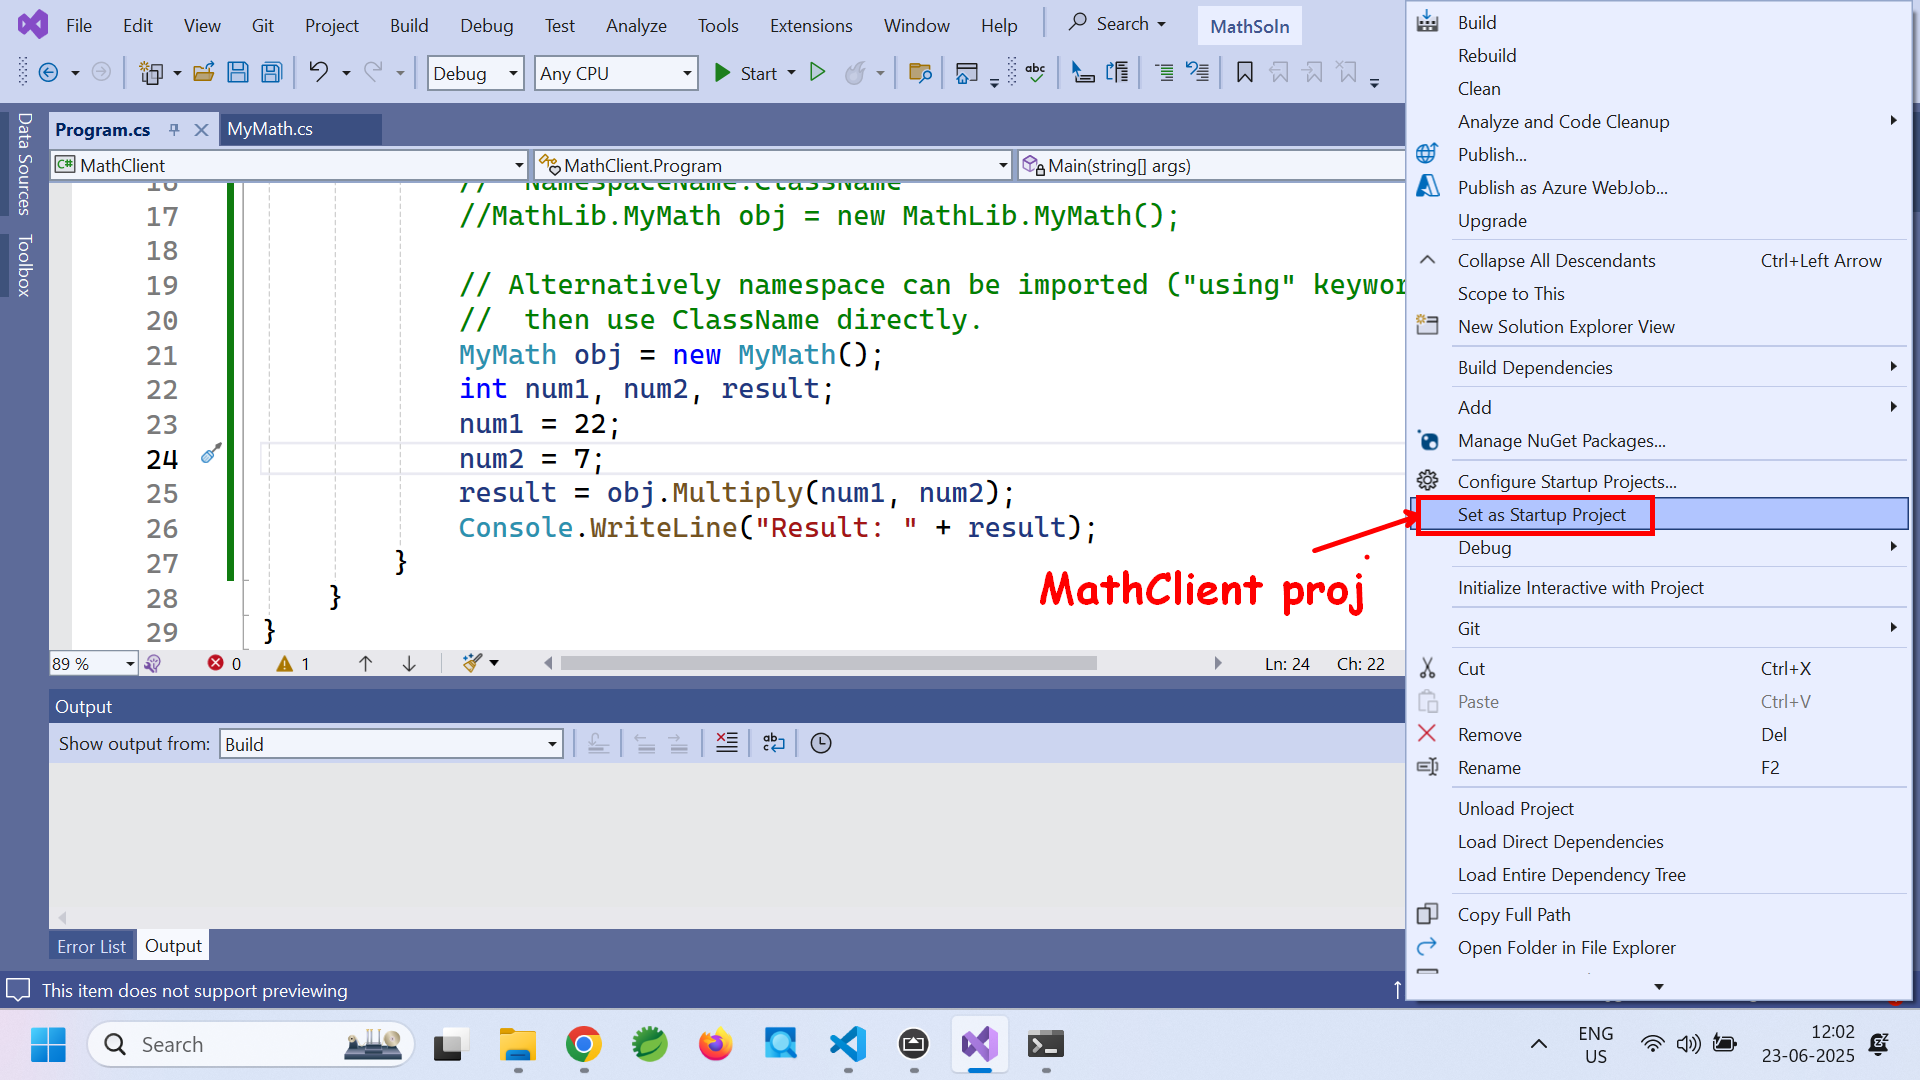 File Edit View Git Project Build Debug Test Analyze Tools Extensions Window Help Search MathSoln
Debug Any CPU Start
Data Sources
Toolbox
Program.cs MyMath.cs
MathClient MathClient.Program Main(string[] args)
16 // NamespaceName.ClassName
17 //MathLib.MyMath obj = new MathLib.MyMath();
18
19 // Alternatively namespace can be imported ("using" keywor
20 // then use ClassName directly.
21 MyMath obj = new MyMath();
22 int num1, num2, result;
23 num1 = 22;
24 num2 = 7;
25 result = obj.Multiply(num1, num2);
26 Console.WriteLine("Result: " + result);
27 }
28 }
29 }
MathClient proj
89 % 0 1 Ln: 24 Ch: 22
Output
Show output from: Build
Error List Output
This item does not support previewing
Build
Rebuild
Clean
Analyze and Code Cleanup
Publish...
Publish as Azure WebJob...
Upgrade
Collapse All Descendants Ctrl+Left Arrow
Scope to This
New Solution Explorer View
Build Dependencies
Add
Manage NuGet Packages...
Configure Startup Projects...
Set as Startup Project
Debug
Initialize Interactive with Project
Git
Cut Ctrl+X
Paste Ctrl+V
Remove Del
Rename F2
Unload Project
Load Direct Dependencies
Load Entire Dependency Tree
Copy Full Path
Open Folder in File Explorer
Search
ENG
US
12:02
23-06-2025